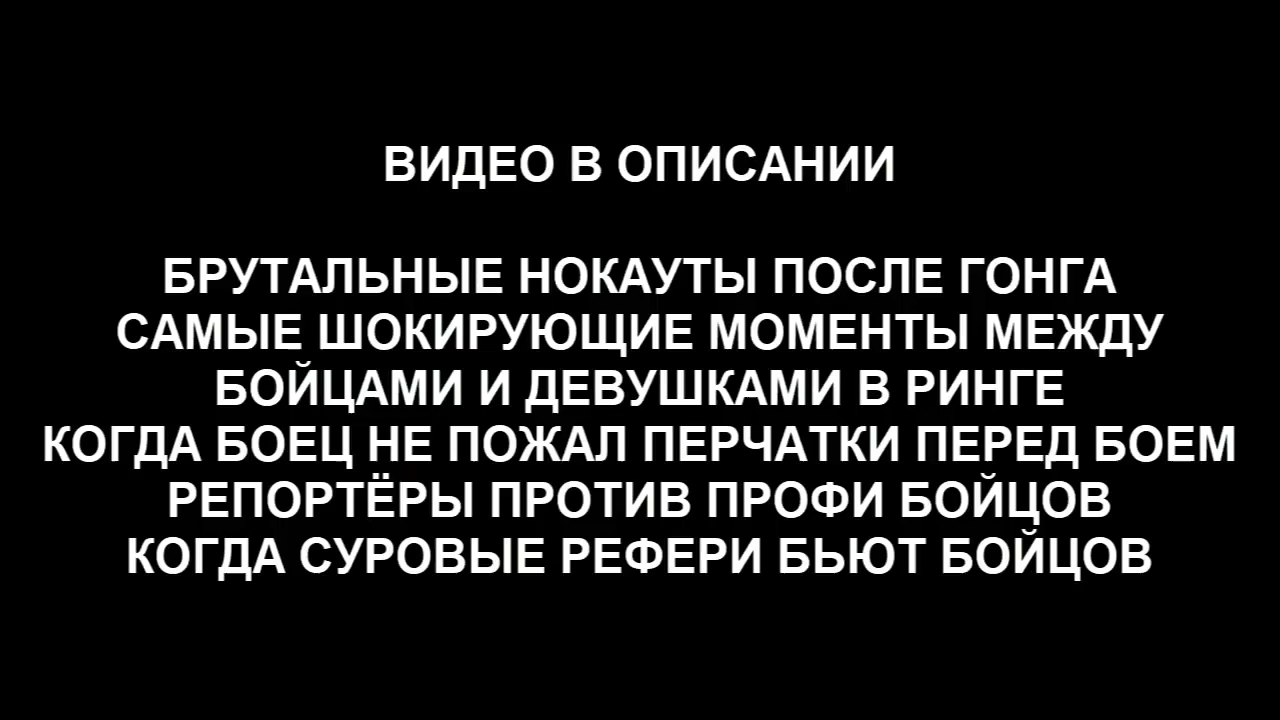 ВИДЕО В ОПИСАНИИ
БРУТАЛЬНЫЕ НОКАУТЫ ПОСЛЕ ГОНГА
САМЫЕ ШОКИРУЮЩИЕ МОМЕНТЫ МЕЖДУ
БОЙЦАМИ И ДЕВУШКАМИ В РИНГЕ
КОГДА БОЕЦ НЕ ПОЖАЛ ПЕРЧАТКИ ПЕРЕД БОЕМ
РЕПОРТЁРЫ ПРОТИВ ПРОФИ БОЙЦОВ
КОГДА СУРОВЫЕ РЕФЕРИ БЬЮТ БОЙЦОВ